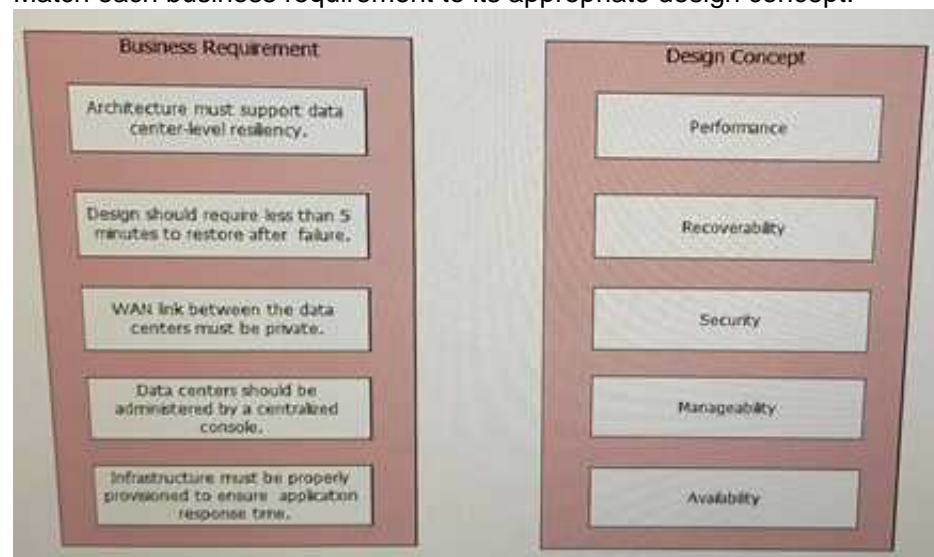 Match each business requirement to its appropriate design concept.
Business Requirement
Architecture must support data
center-level resiliency.
Design should require less than 5
minutes to restore after failure.
WAN link between the data
centers must be private.
Data centers should be
administered by a centralized
console.
Infrastructure must be properly
provisioned to ensure application
response time.
Design Concept
Performance
Recoverability
Security
Manageability
Availability